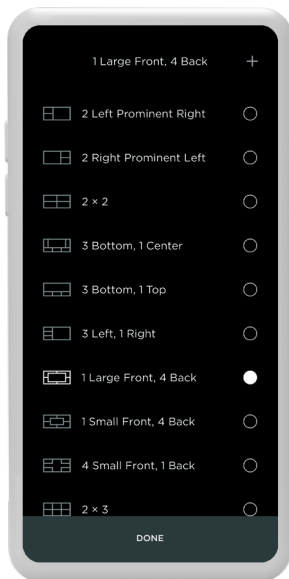 1 Large Front, 4 Back +
2 Left Prominent Right
2 Right Prominent Left
2 × 2
3 Bottom, 1 Center
3 Bottom, 1 Top
3 Left, 1 Right
1 Large Front, 4 Back
1 Small Front, 4 Back
4 Small Front, 1 Back
2 × 3
DONE